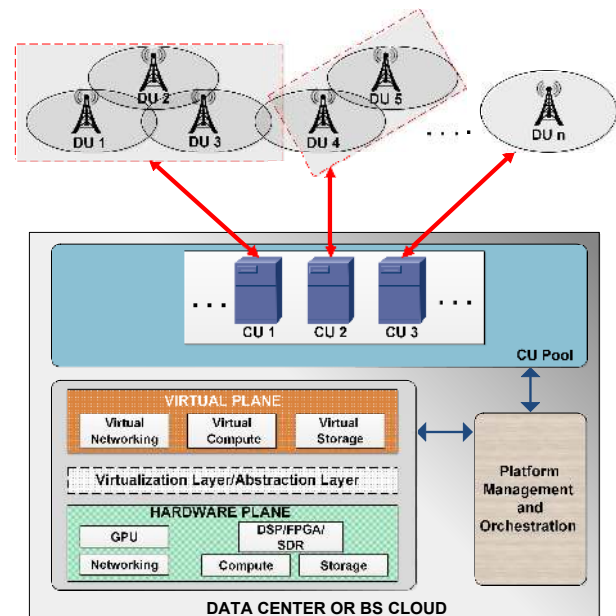 DU 2
DU 5
DU 1
DU 3
DU 4
DU n
. . . .
. . .
. . .
CU 1
CU 2
CU 3
CU Pool
VIRTUAL PLANE
Virtual
Networking
Virtual
Compute
Virtual
Storage
Virtualization Layer/Abstraction Layer
HARDWARE PLANE
GPU
DSP/FPGA/
SDR
Networking
Compute
Storage
Platform
Management
and
Orchestration
DATA CENTER OR BS CLOUD